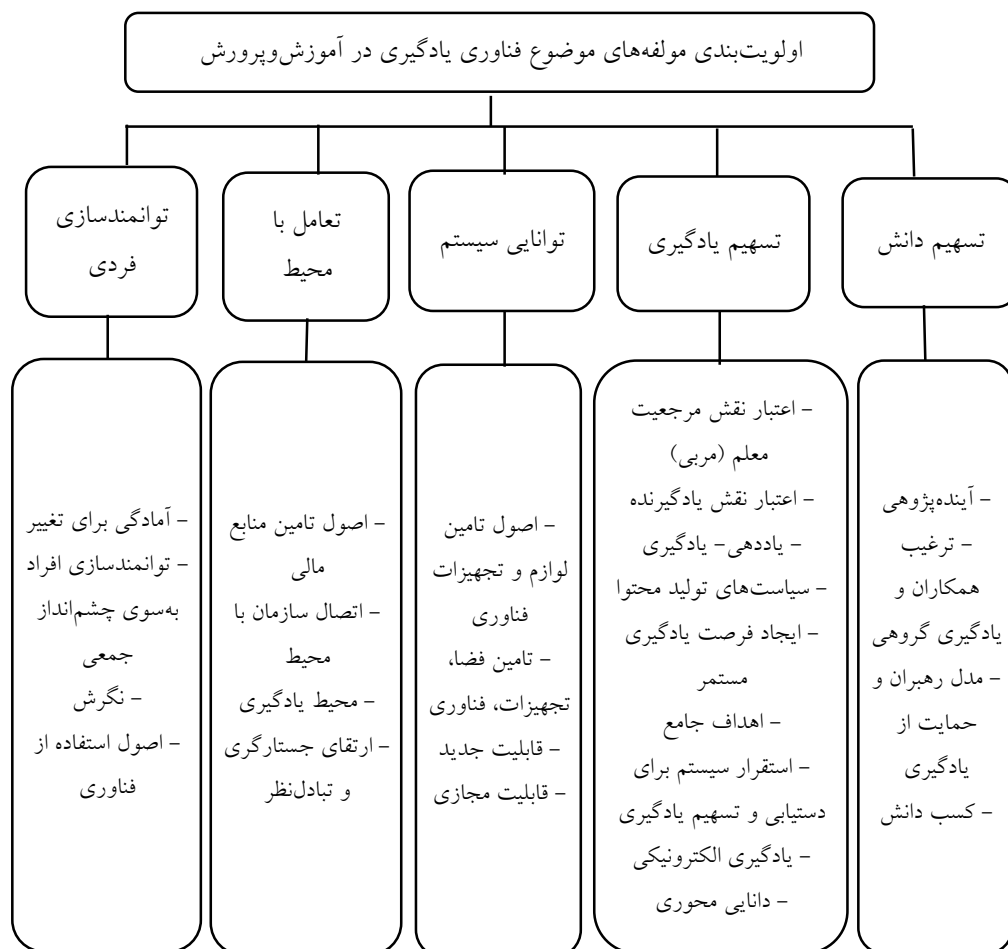 اولویت‌بندی مولفه‌های موضوع فناوری یادگیری در آموزش‌وپرورش
تسهیم دانش
تسهیم یادگیری
توانایی سیستم
تعامل با
محیط
توانمندسازی
فردی
- آینده‌پژوهی
- ترغیب
همکاران و
یادگیری گروهی
- مدل رهبران و
حمایت از
یادگیری
- کسب دانش
- اعتبار نقش مرجعیت
معلم (مربی)
- اعتبار نقش یادگیرنده
- یاددهی- یادگیری
- سیاست‌های تولید محتوا
- ایجاد فرصت یادگیری
مستمر
- اهداف جامع
- استقرار سیستم برای
دستیابی و تسهیم یادگیری
- یادگیری الکترونیکی
- دانایی محوری
- اصول تامین
لوازم و تجهیزات
فناوری
- تامین فضا،
تجهیزات، فناوری
- قابلیت جدید
- قابلیت مجازی
- اصول تامین منابع
مالی
- اتصال سازمان با
محیط
- محیط یادگیری
- ارتقای جستارگری
و تبادل‌نظر
- آمادگی برای تغییر
- توانمندسازی افراد
به‌سوی چشم‌انداز
جمعی
- نگرش
- اصول استفاده از
فناوری